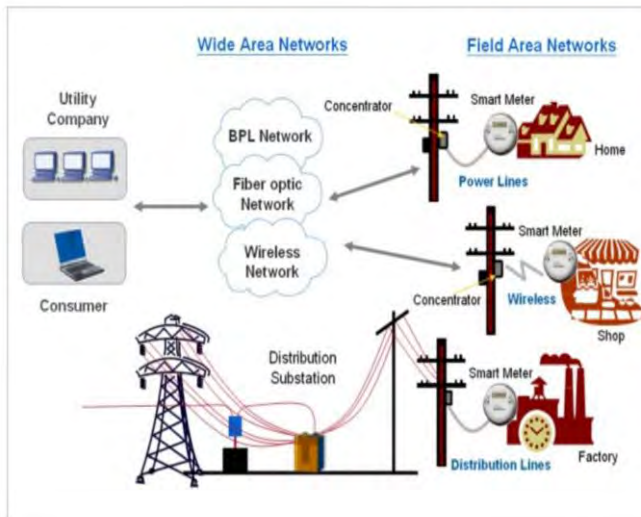 Wide Area Networks
Field Area Networks
Utility
Company
Consumer
BPL Network
Fiber optic
Network
Wireless
Network
Concentrator
Smart Meter
Home
Power Lines
Smart Meter
Concentrator
Wireless
Shop
Distribution
Substation
Smart Meter
Factory
Distribution Lines